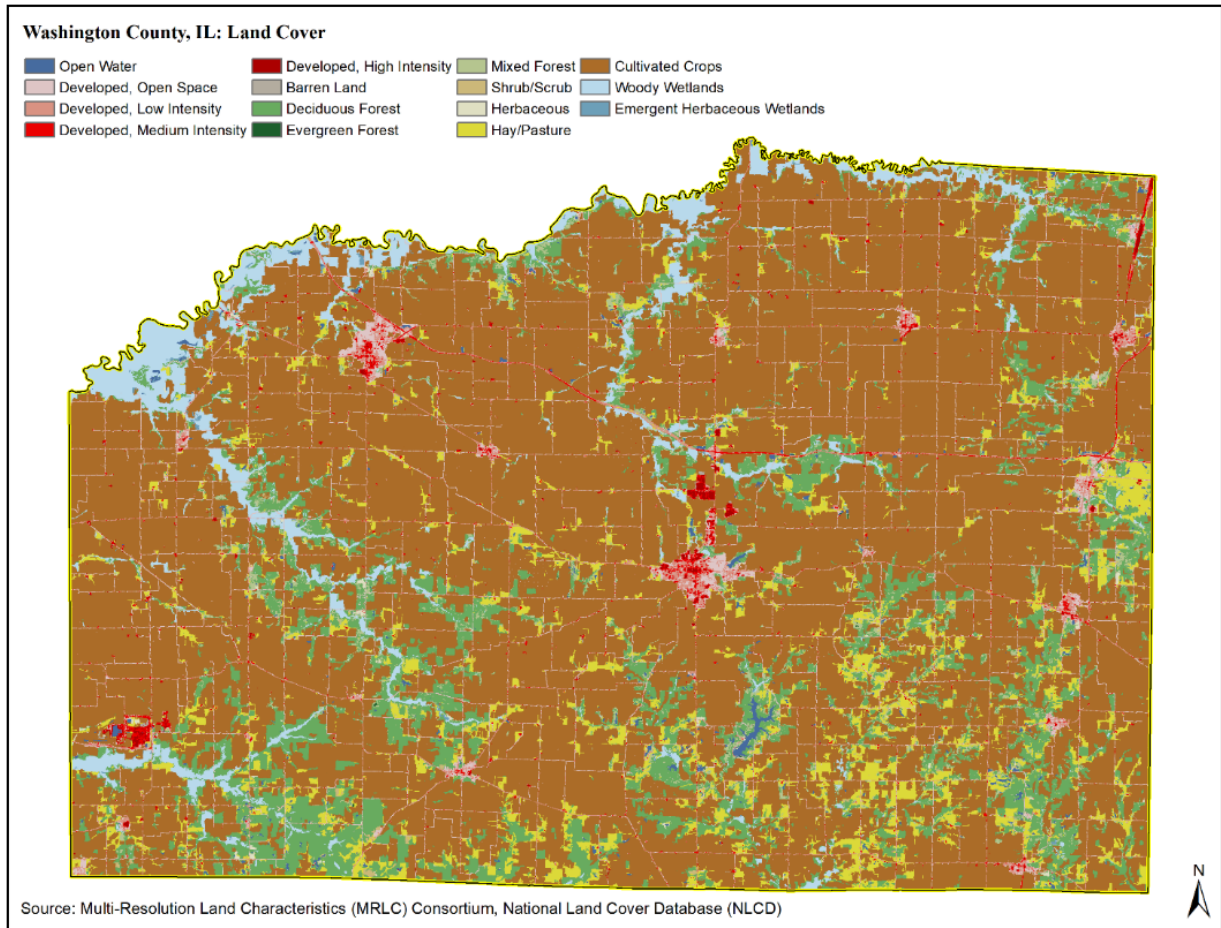 Washington County, IL: Land Cover
Open Water
Developed, Open Space
Developed, Low Intensity
Developed, Medium Intensity
Developed, High Intensity
Barren Land
Deciduous Forest
Evergreen Forest
Mixed Forest
Shrub/Scrub
Herbaceous
Hay/Pasture
Cultivated Crops
Woody Wetlands
Emergent Herbaceous Wetlands
N
Source: Multi-Resolution Land Characteristics (MRLC) Consortium, National Land Cover Database (NLCD)